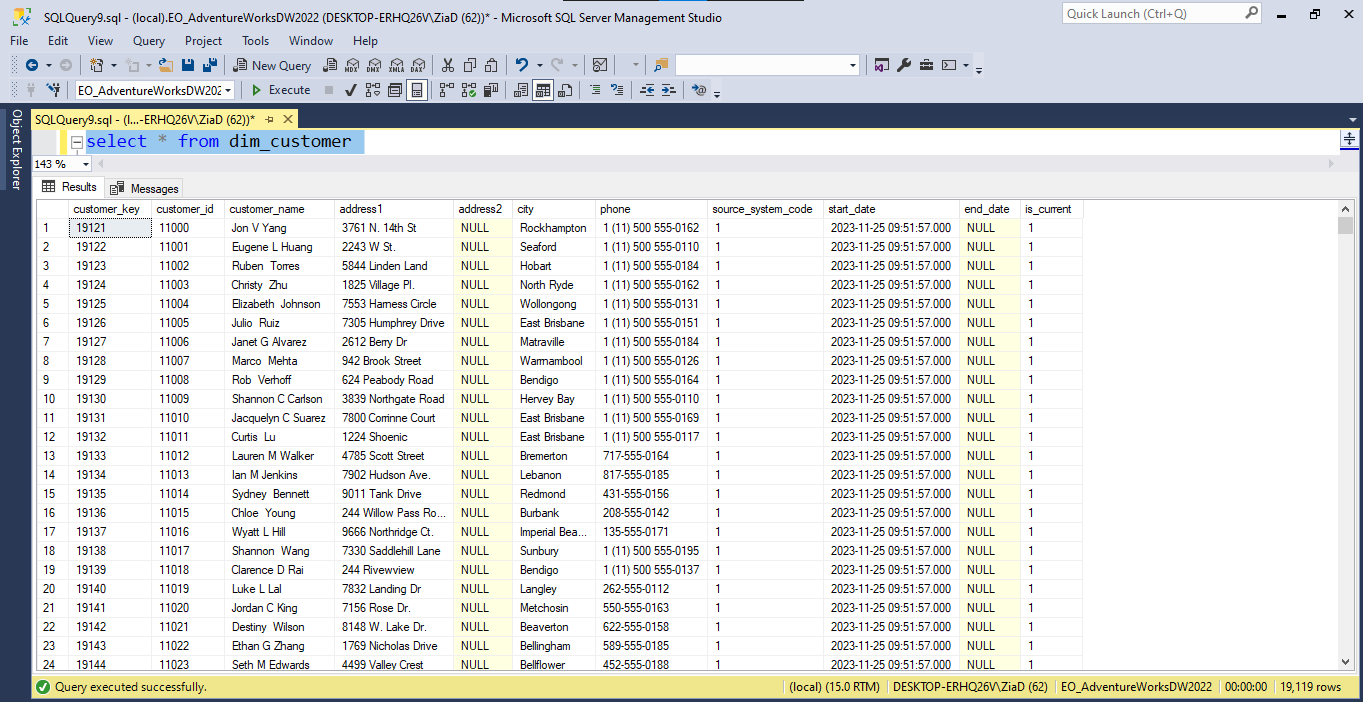 SQLQuery9.sql - (local).EO_AdventureWorksDW2022 (DESKTOP-ERHQ26V\ZiaD (62))* - Microsoft SQL Server Management Studio
Quick Launch (Ctrl+Q)
File Edit View Query Project Tools Window Help
New Query MDX DMX XMLA DAX
EO_AdventureWorksDW202 Execute
Object Explorer
SQLQuery9.sql - (l...-ERHQ26V\ZiaD (62))*
select * from dim_customer
143 %
Results Messages
customer_key customer_id customer_name address1 address2 city phone source_system_code start_date end_date is_current
1 19121 11000 Jon V Yang 3761 N. 14th St NULL Rockhampton 1 (11) 500 555-0162 1 2023-11-25 09:51:57.000 NULL 1
2 19122 11001 Eugene L Huang 2243 W St. NULL Seaford 1 (11) 500 555-0110 1 2023-11-25 09:51:57.000 NULL 1
3 19123 11002 Ruben  Torres 5844 Linden Land NULL Hobart 1 (11) 500 555-0184 1 2023-11-25 09:51:57.000 NULL 1
4 19124 11003 Christy  Zhu 1825 Village Pl. NULL North Ryde 1 (11) 500 555-0162 1 2023-11-25 09:51:57.000 NULL 1
5 19125 11004 Elizabeth  Johnson 7553 Harness Circle NULL Wollongong 1 (11) 500 555-0131 1 2023-11-25 09:51:57.000 NULL 1
6 19126 11005 Julio  Ruiz 7305 Humphrey Drive NULL East Brisbane 1 (11) 500 555-0151 1 2023-11-25 09:51:57.000 NULL 1
7 19127 11006 Janet G Alvarez 2612 Berry Dr NULL Matraville 1 (11) 500 555-0184 1 2023-11-25 09:51:57.000 NULL 1
8 19128 11007 Marco  Mehta 942 Brook Street NULL Warrnambool 1 (11) 500 555-0126 1 2023-11-25 09:51:57.000 NULL 1
9 19129 11008 Rob  Verhoff 624 Peabody Road NULL Bendigo 1 (11) 500 555-0164 1 2023-11-25 09:51:57.000 NULL 1
10 19130 11009 Shannon C Carlson 3839 Northgate Road NULL Hervey Bay 1 (11) 500 555-0110 1 2023-11-25 09:51:57.000 NULL 1
11 19131 11010 Jacquelyn C Suarez 7800 Corrinne Court NULL East Brisbane 1 (11) 500 555-0169 1 2023-11-25 09:51:57.000 NULL 1
12 19132 11011 Curtis  Lu 1224 Shoenic NULL East Brisbane 1 (11) 500 555-0117 1 2023-11-25 09:51:57.000 NULL 1
13 19133 11012 Lauren M Walker 4785 Scott Street NULL Bremerton 717-555-0164 1 2023-11-25 09:51:57.000 NULL 1
14 19134 11013 Ian M Jenkins 7902 Hudson Ave. NULL Lebanon 817-555-0185 1 2023-11-25 09:51:57.000 NULL 1
15 19135 11014 Sydney  Bennett 9011 Tank Drive NULL Redmond 431-555-0156 1 2023-11-25 09:51:57.000 NULL 1
16 19136 11015 Chloe  Young 244 Willow Pass Ro... NULL Burbank 208-555-0142 1 2023-11-25 09:51:57.000 NULL 1
17 19137 11016 Wyatt L Hill 9666 Northridge Ct. NULL Imperial Bea... 135-555-0171 1 2023-11-25 09:51:57.000 NULL 1
18 19138 11017 Shannon  Wang 7330 Saddlehill Lane NULL Sunbury 1 (11) 500 555-0195 1 2023-11-25 09:51:57.000 NULL 1
19 19139 11018 Clarence D Rai 244 Rivewview NULL Bendigo 1 (11) 500 555-0137 1 2023-11-25 09:51:57.000 NULL 1
20 19140 11019 Luke L Lal 7832 Landing Dr NULL Langley 262-555-0112 1 2023-11-25 09:51:57.000 NULL 1
21 19141 11020 Jordan C King 7156 Rose Dr. NULL Metchosin 550-555-0163 1 2023-11-25 09:51:57.000 NULL 1
22 19142 11021 Destiny  Wilson 8148 W. Lake Dr. NULL Beaverton 622-555-0158 1 2023-11-25 09:51:57.000 NULL 1
23 19143 11022 Ethan G Zhang 1769 Nicholas Drive NULL Bellingham 589-555-0185 1 2023-11-25 09:51:57.000 NULL 1
24 19144 11023 Seth M Edwards 4499 Valley Crest NULL Bellflower 452-555-0188 1 2023-11-25 09:51:57.000 NULL 1
Query executed successfully. (local) (15.0 RTM) DESKTOP-ERHQ26V\ZiaD (62) EO_AdventureWorksDW2022 00:00:00 19,119 rows